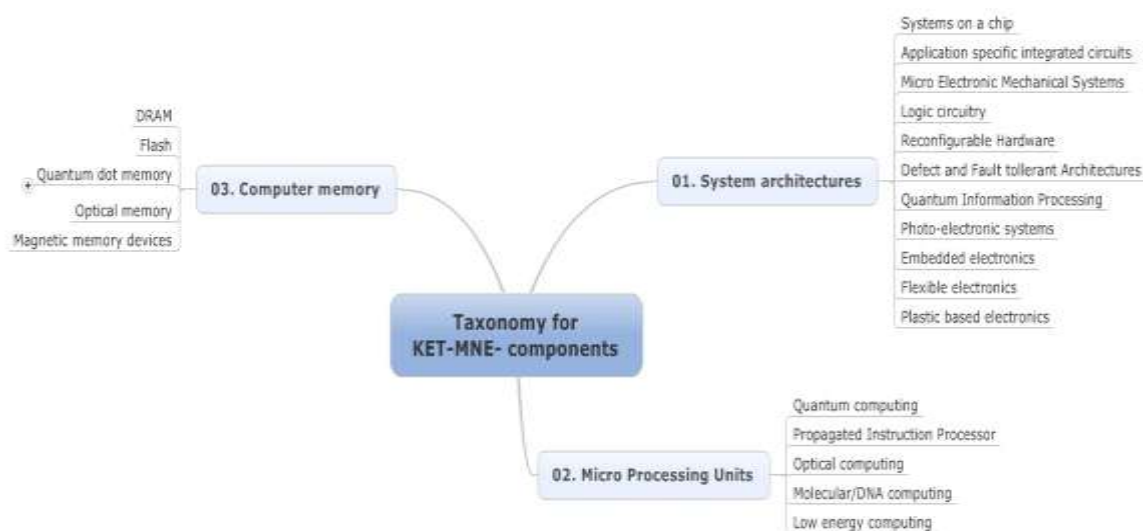 Taxonomy for
KET-MNE- components
01. System architectures
Systems on a chip
Application specific integrated circuits
Micro Electronic Mechanical Systems
Logic circuitry
Reconfigurable Hardware
Defect and Fault tollerant Architectures
Quantum Information Processing
Photo-electronic systems
Embedded electronics
Flexible electronics
Plastic based electronics
02. Micro Processing Units
Quantum computing
Propagated Instruction Processor
Optical computing
Molecular/DNA computing
Low energy computing
03. Computer memory
DRAM
Flash
Quantum dot memory
Optical memory
Magnetic memory devices